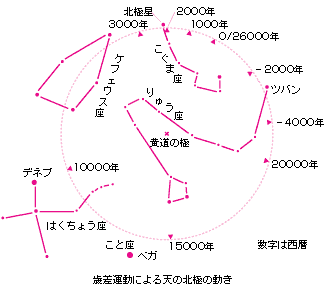 北極星
3000年
2000年
1000年
0/26000年
-2000年
ツバン
-4000年
20000年
こぐま座
ケフェウス座
りゅう座
黄道の極
10000年
デネブ
はくちょう座
こと座
ベガ
15000年
数字は西暦
歳差運動による天の北極の動き